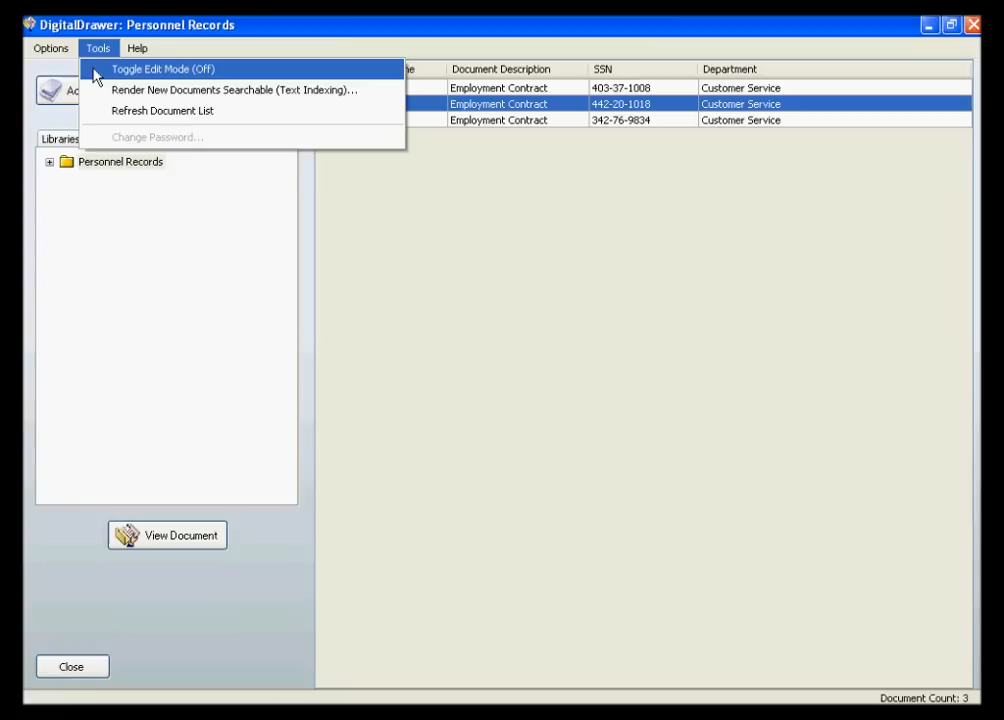 DigitalDrawer: Personnel Records
Options Tools Help
Toggle Edit Mode (Off)
Render New Documents Searchable (Text Indexing)...
Refresh Document List
Change Password...
Document Description SSN Department
Employment Contract 403-37-1008 Customer Service
Employment Contract 442-20-1018 Customer Service
Employment Contract 342-76-9834 Customer Service
Libraries
Personnel Records
View Document
Close
Document Count: 3